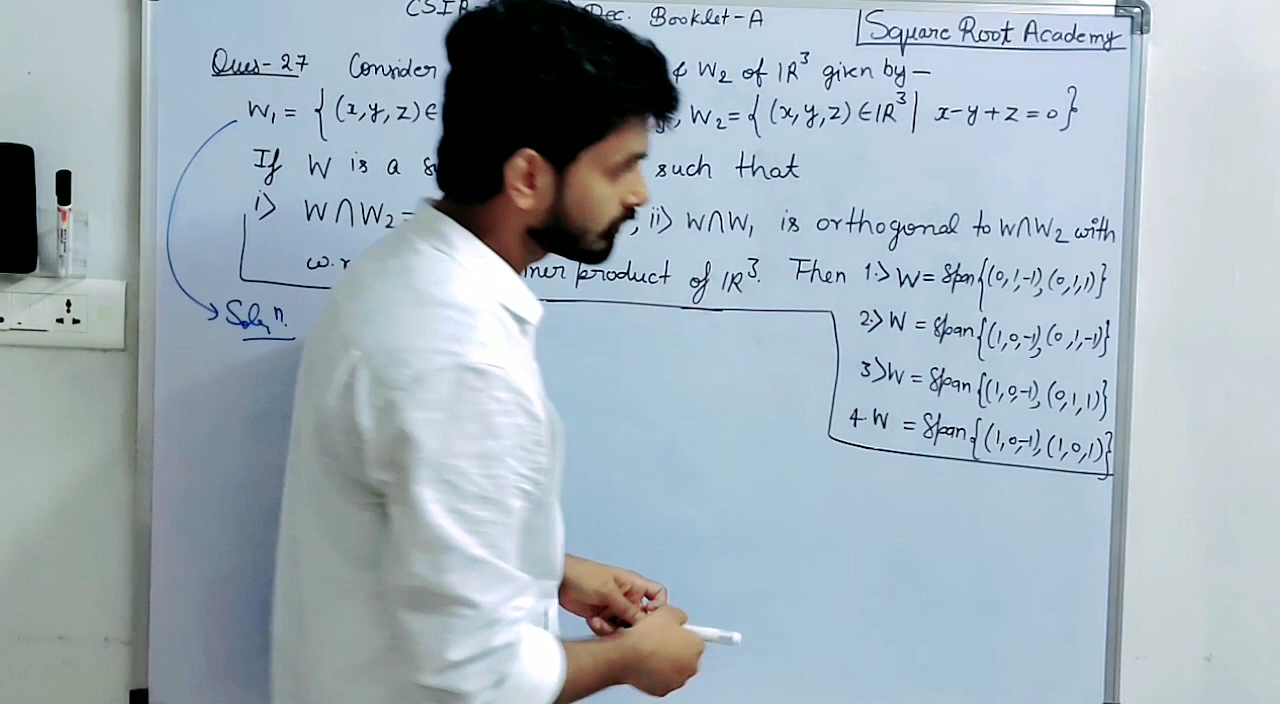 Dec. Booklet-A
Square Root Academy
Ques-27 Consider & W₂ of IR³ given by—
W₁ = { (x,y,z)∈ , W₂={ (x,y,z)∈IR³| x-y+z=0}
If W is a such that
i> W∩W₂= , ii> W∩W₁ is orthogonal to W∩W₂ with
product of IR³. Then 1.> W= Span{(0,1,-1),(0,1,1)}
Solⁿ.
2.> W = Span{(1,0,-1),(0,1,-1)}
3>W = Span{(1,0,-1),(0,1,1)}
4. W = Span{(1,0,-1),(1,0,1)}